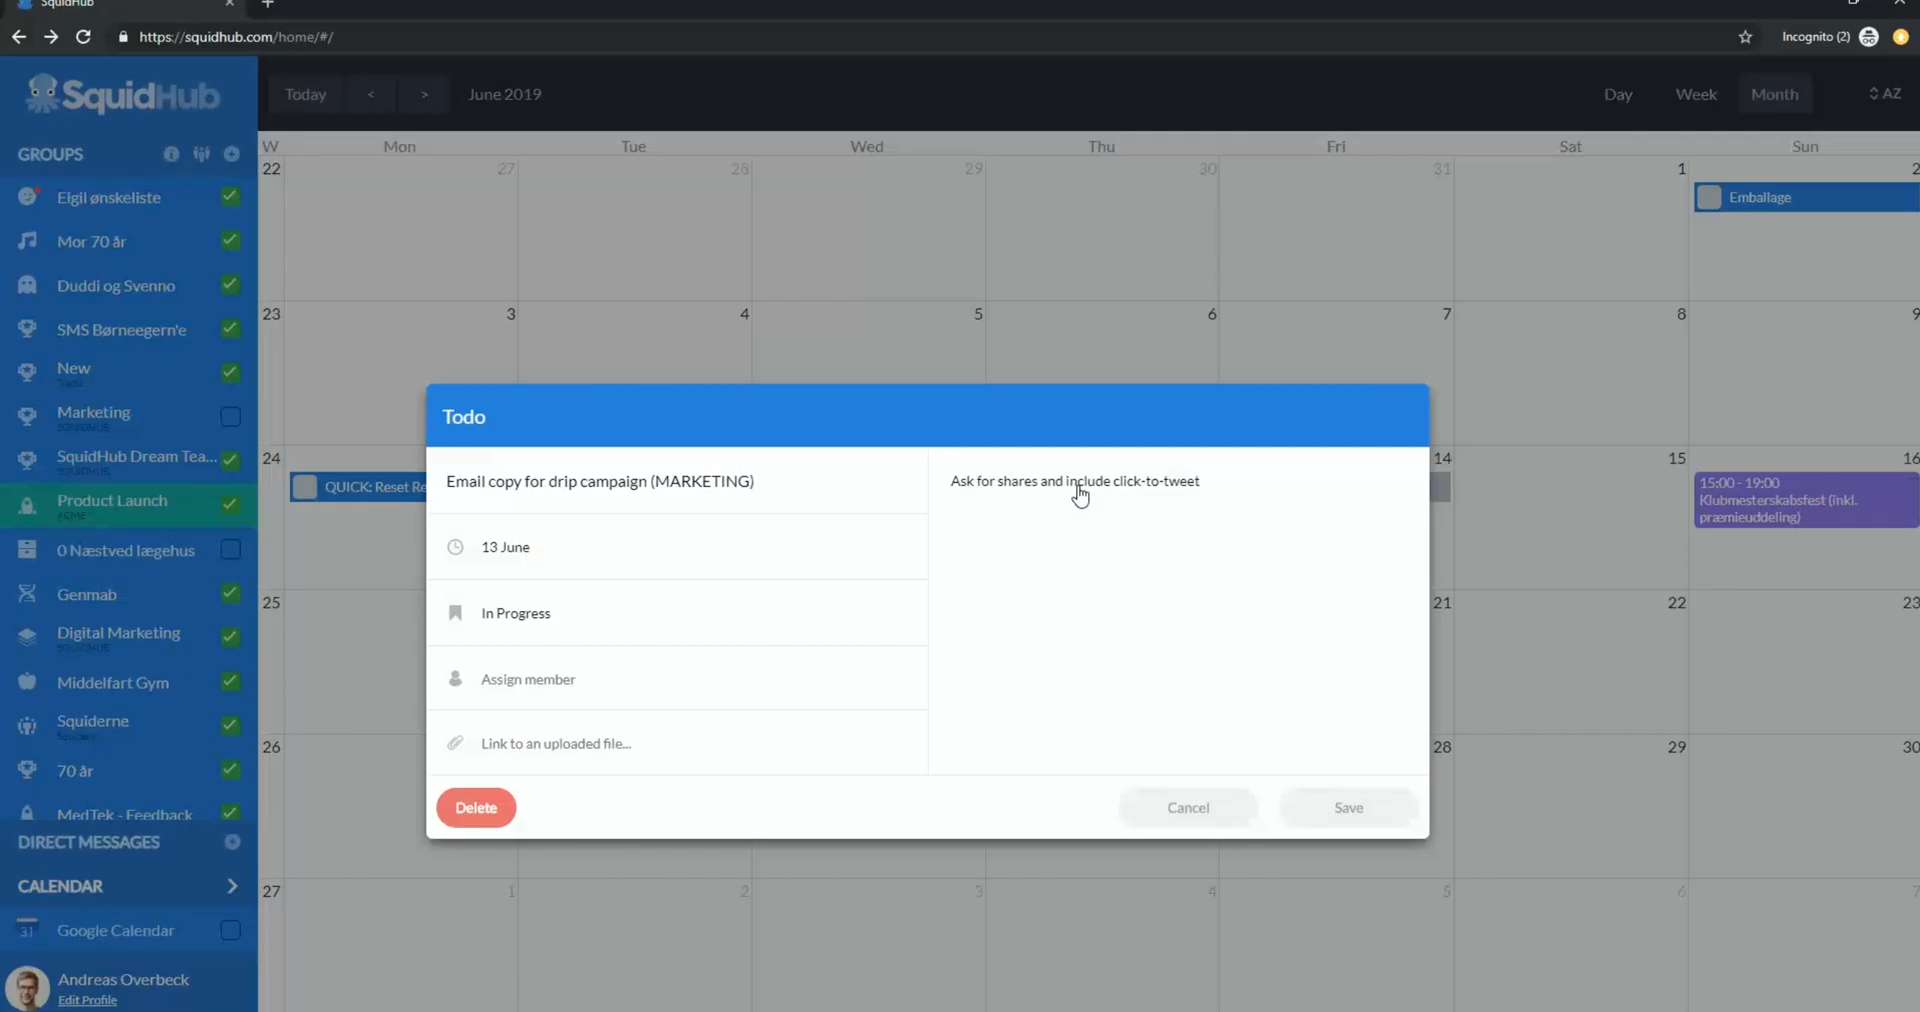 SquidHub
https://squidhub.com/home/#/
Incognito (2)
SquidHub
Today < > June 2019
Day Week Month AZ
GROUPS
Eigil ønskeliste
Mor 70 år
Duddi og Svenno
SMS Børneegern'e
New
Marketing
SQUIDHUB
SquidHub Dream Tea...
SQUIDHUB
Product Launch
ACME
0 Næstved lægehus
Genmab
Digital Marketing
SQUIDHUB
Middelfart Gym
Squiderne
70 år
MedTek - Feedback
DIRECT MESSAGES
CALENDAR
31 Google Calendar
Andreas Overbeck
Edit Profile
W Mon Tue Wed Thu Fri Sat Sun
22 27 28 29 30 31 1 2
Emballage
23 3 4 5 6 7 8 9
24 14 15 16
QUICK: Reset Re
15:00 - 19:00
Klubmesterskabsfest (inkl.
præmieuddeling)
25 21 22 23
26 28 29 30
27 1 2 3 4 5 6 7
Todo
Email copy for drip campaign (MARKETING)
Ask for shares and include click-to-tweet
13 June
In Progress
Assign member
Link to an uploaded file...
Delete
Cancel Save